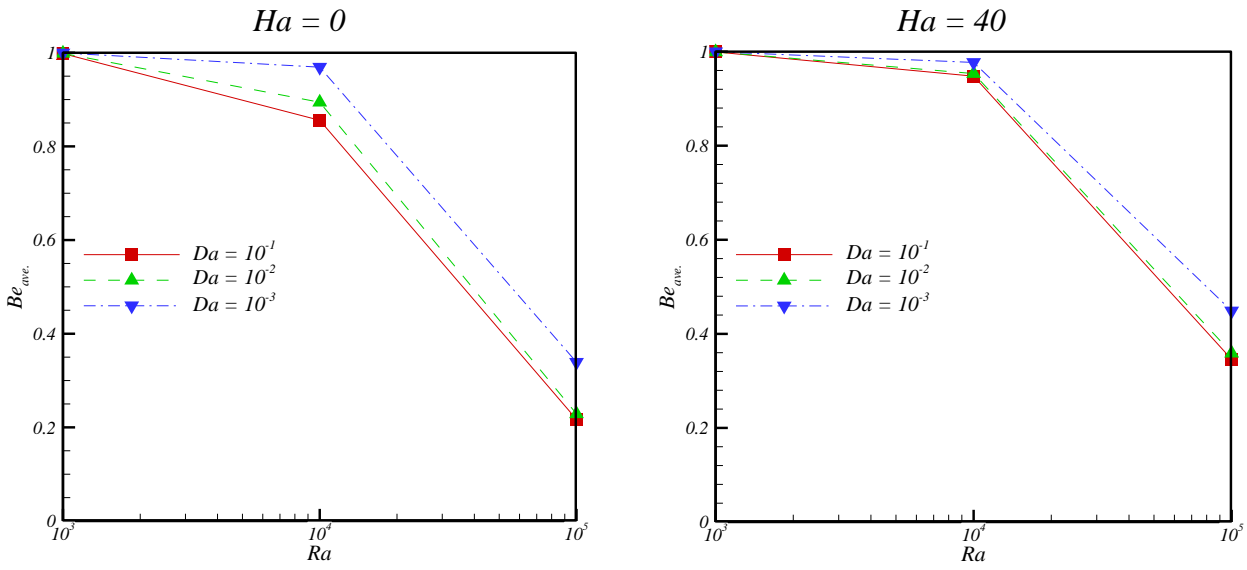 Ha = 0
1
0.8
0.6
0.4
0.2
0
Be_ave.
Da = 10^-1
Da = 10^-2
Da = 10^-3
10^3
10^4
10^5
Ra
Ha = 40
1
0.8
0.6
0.4
0.2
0
Be_ave.
Da = 10^-1
Da = 10^-2
Da = 10^-3
10^3
10^4
10^5
Ra